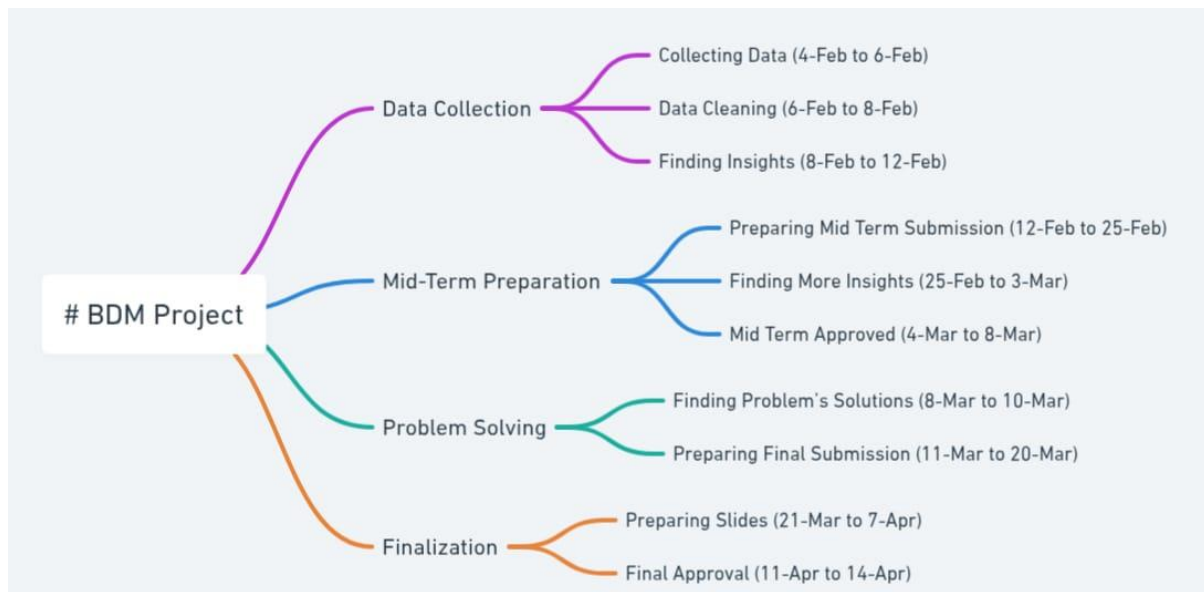 # BDM Project
Data Collection
Collecting Data (4-Feb to 6-Feb)
Data Cleaning (6-Feb to 8-Feb)
Finding Insights (8-Feb to 12-Feb)
Mid-Term Preparation
Preparing Mid Term Submission (12-Feb to 25-Feb)
Finding More Insights (25-Feb to 3-Mar)
Mid Term Approved (4-Mar to 8-Mar)
Problem Solving
Finding Problem's Solutions (8-Mar to 10-Mar)
Preparing Final Submission (11-Mar to 20-Mar)
Finalization
Preparing Slides (21-Mar to 7-Apr)
Final Approval (11-Apr to 14-Apr)